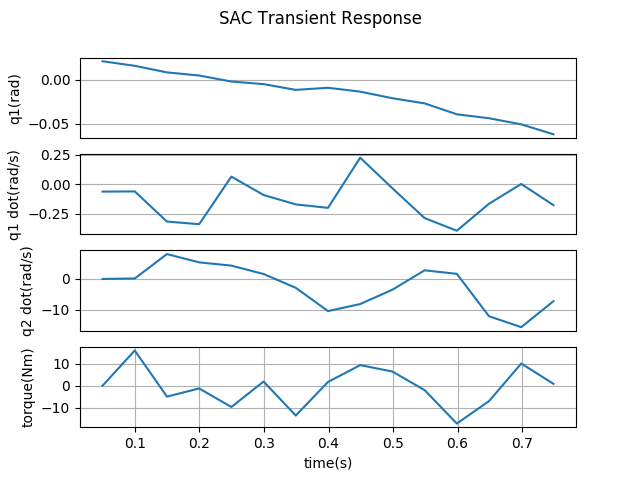 SAC Transient Response
0.00
−0.05
q1(rad)
0.25
0.00
−0.25
q1 dot(rad/s)
0
−10
q2 dot(rad/s)
10
0
−10
torque(Nm)
0.1 0.2 0.3 0.4 0.5 0.6 0.7
time(s)